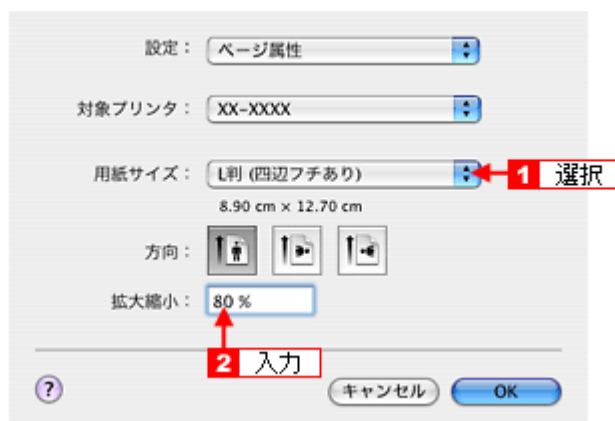 設定： ページ属性
対象プリンタ： XX-XXXX
用紙サイズ： L判 (四辺フチあり) 1 選択
8.90 cm × 12.70 cm
方向：
拡大縮小： 80 %
2 入力
? キャンセル OK